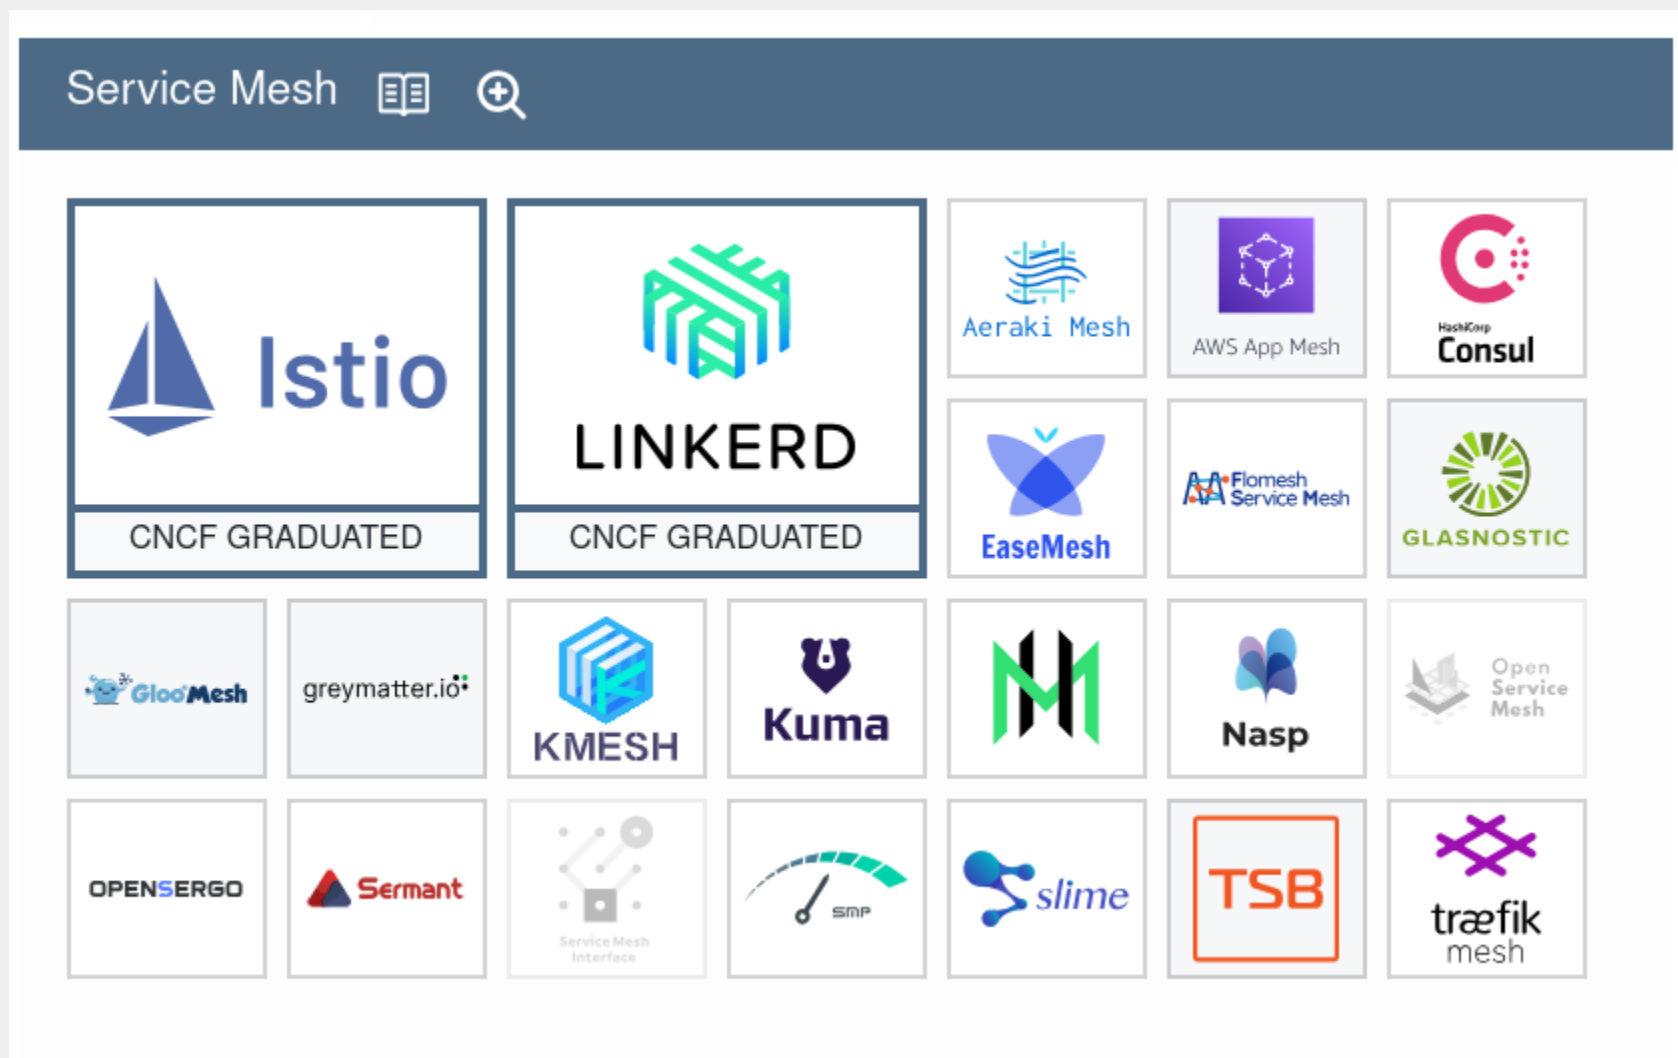 Service Mesh
Istio
CNCF GRADUATED
LINKERD
CNCF GRADUATED
Aeraki Mesh
AWS App Mesh
HashiCorp
Consul
EaseMesh
Flomesh
Service Mesh
GLASNOSTIC
Gloo Mesh
greymatter.io
KMESH
Kuma
Nasp
Open
Service
Mesh
OPENSERGO
Sermant
Service Mesh
Interface
SMP
slime
TSB
træfik
mesh